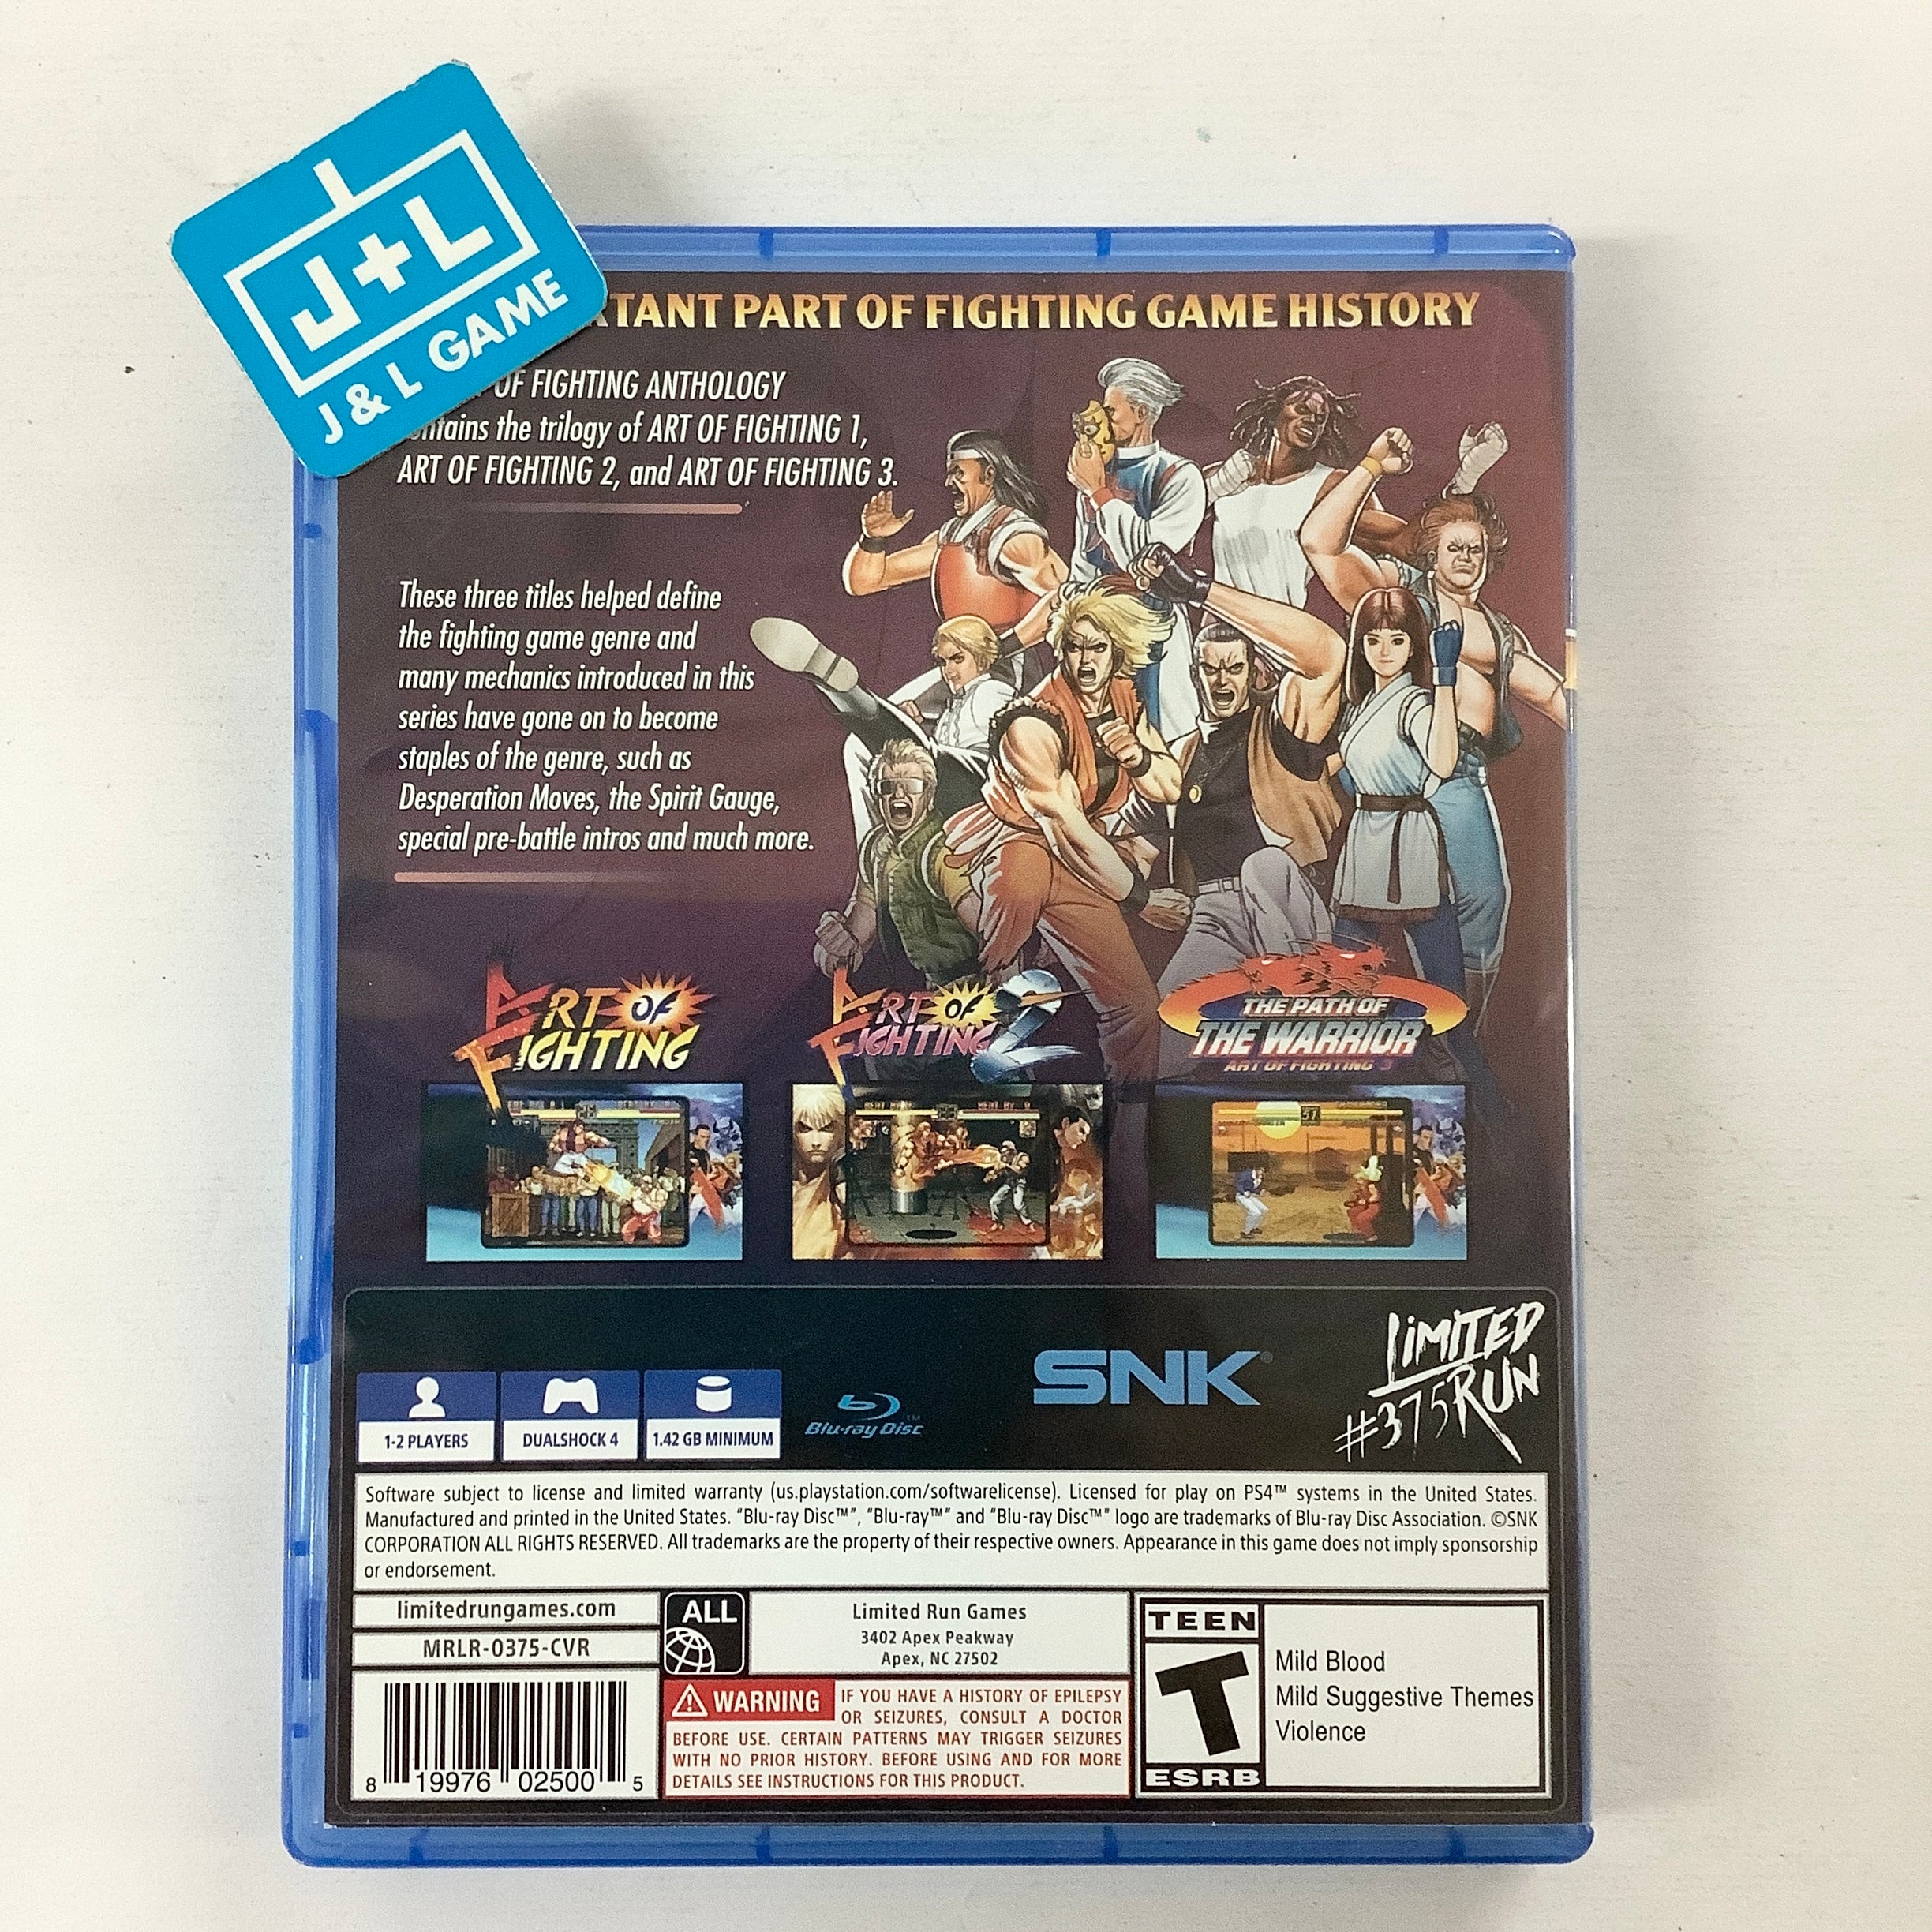 J+L
J & L GAME
TANT PART OF FIGHTING GAME HISTORY
OF FIGHTING ANTHOLOGY
contains the trilogy of ART OF FIGHTING 1,
ART OF FIGHTING 2, and ART OF FIGHTING 3.
These three titles helped define
the fighting game genre and
many mechanics introduced in this
series have gone on to become
staples of the genre, such as
Desperation Moves, the Spirit Gauge,
special pre-battle intros and much more.
ART OF
FIGHTING
ART OF
FIGHTING 2
THE PATH OF
THE WARRIOR
ART OF FIGHTING 3
51
SNK®
LIMITED
RUN
#375
1-2 PLAYERS
DUALSHOCK 4
1.42 GB MINIMUM
Blu-ray Disc™
Software subject to license and limited warranty (us.playstation.com/softwarelicense). Licensed for play on PS4™ systems in the United States.
Manufactured and printed in the United States. “Blu-ray Disc™”, “Blu-ray™” and “Blu-ray Disc™” logo are trademarks of Blu-ray Disc Association. ©SNK
CORPORATION ALL RIGHTS RESERVED. All trademarks are the property of their respective owners. Appearance in this game does not imply sponsorship
or endorsement.
limitedrungames.com
MRLR-0375-CVR
8 19976 02500 5
ALL
Limited Run Games
3402 Apex Peakway
Apex, NC 27502
WARNING IF YOU HAVE A HISTORY OF EPILEPSY
OR SEIZURES, CONSULT A DOCTOR
BEFORE USE. CERTAIN PATTERNS MAY TRIGGER SEIZURES
WITH NO PRIOR HISTORY. BEFORE USING AND FOR MORE
DETAILS SEE INSTRUCTIONS FOR THIS PRODUCT.
TEEN
T
ESRB
Mild Blood
Mild Suggestive Themes
Violence